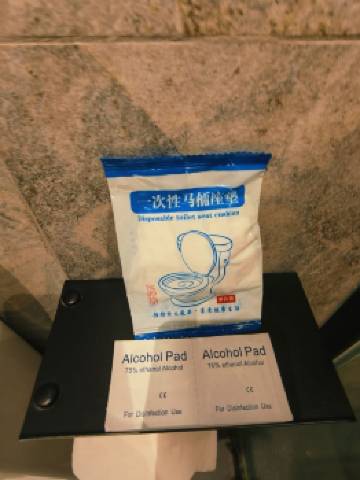 一次性马桶座垫
Disposable toilet seat cushion
Alcohol Pad
75% ethanol Alcohol
CE
For Disinfection Use
Alcohol Pad
75% ethanol Alcohol
CE
For Disinfection Use